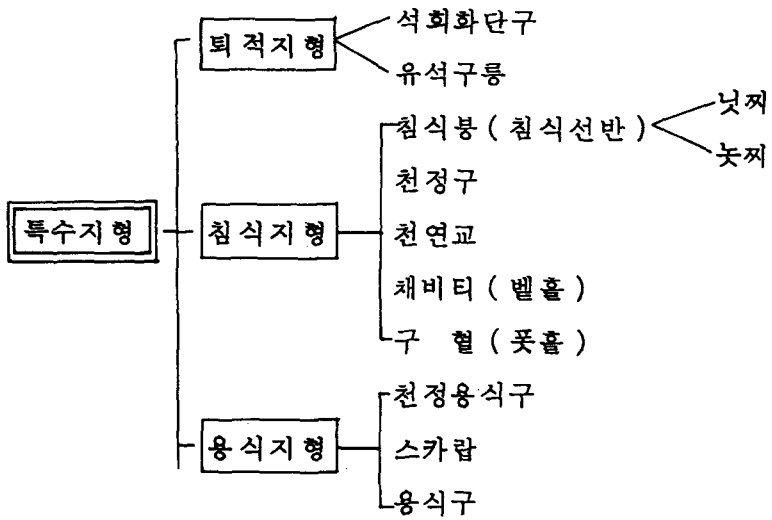 퇴적지형
석회화단구
유석구릉
특수지형
침식지형
침식붕 ( 침식선반 )
닛찌
놋찌
천정구
천연교
채비티 ( 벨홀 )
구 혈 ( 폿홀 )
용식지형
천정용식구
스카랍
용식구